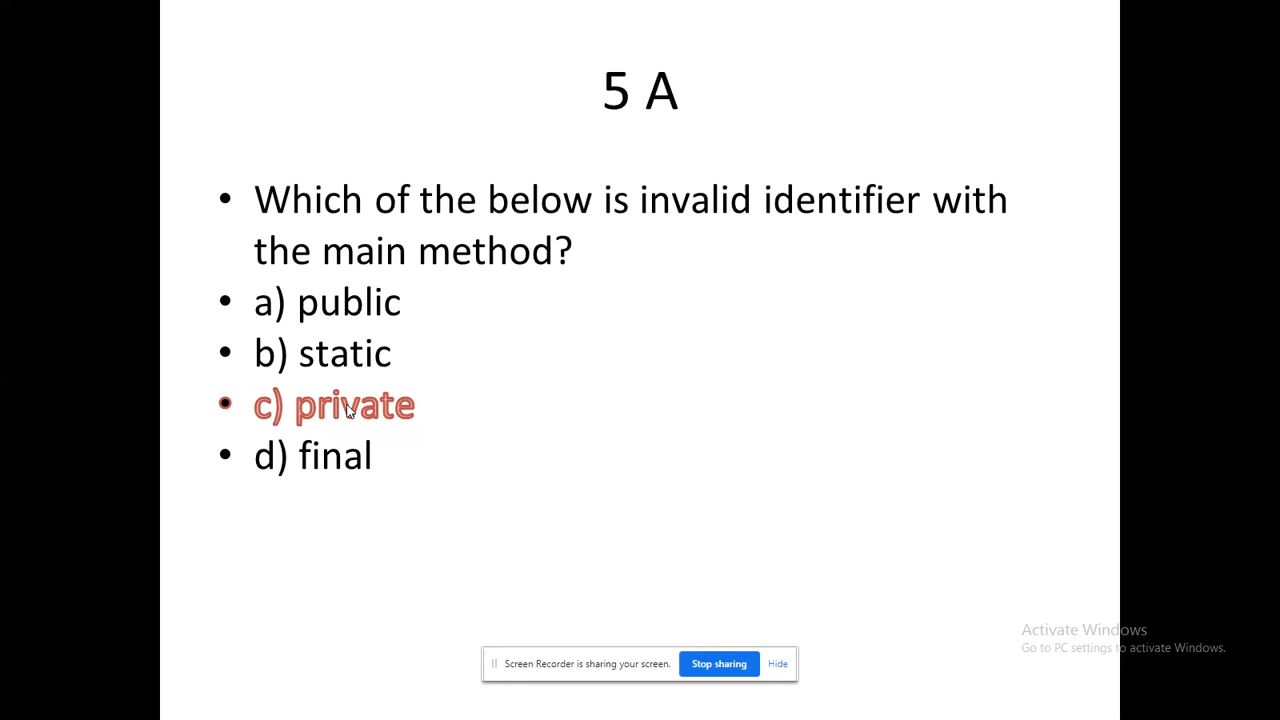 5 A
• Which of the below is invalid identifier with
the main method?
• a) public
• b) static
• c) private
• d) final
Activate Windows
Go to PC settings to activate Windows.
Screen Recorder is sharing your screen. Stop sharing Hide